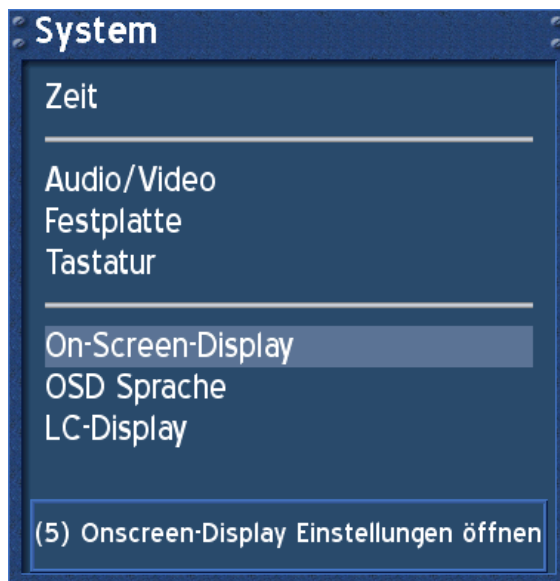 System
Zeit
Audio/Video
Festplatte
Tastatur
On-Screen-Display
OSD Sprache
LC-Display
(5) Onscreen-Display Einstellungen öffnen